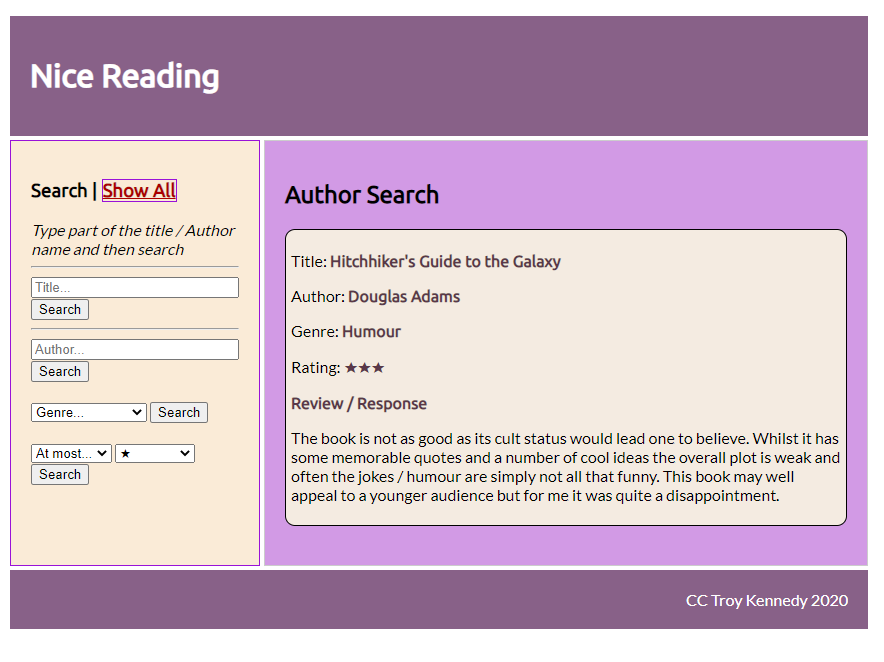 Nice Reading
Search | Show All
Type part of the title / Author
name and then search
Title...
Search
Author...
Search
Genre... Search
At most... ★
Search
Author Search
Title: Hitchhiker's Guide to the Galaxy
Author: Douglas Adams
Genre: Humour
Rating: ★★★
Review / Response
The book is not as good as its cult status would lead one to believe. Whilst it has
some memorable quotes and a number of cool ideas the overall plot is weak and
often the jokes / humour are simply not all that funny. This book may well
appeal to a younger audience but for me it was quite a disappointment.
CC Troy Kennedy 2020